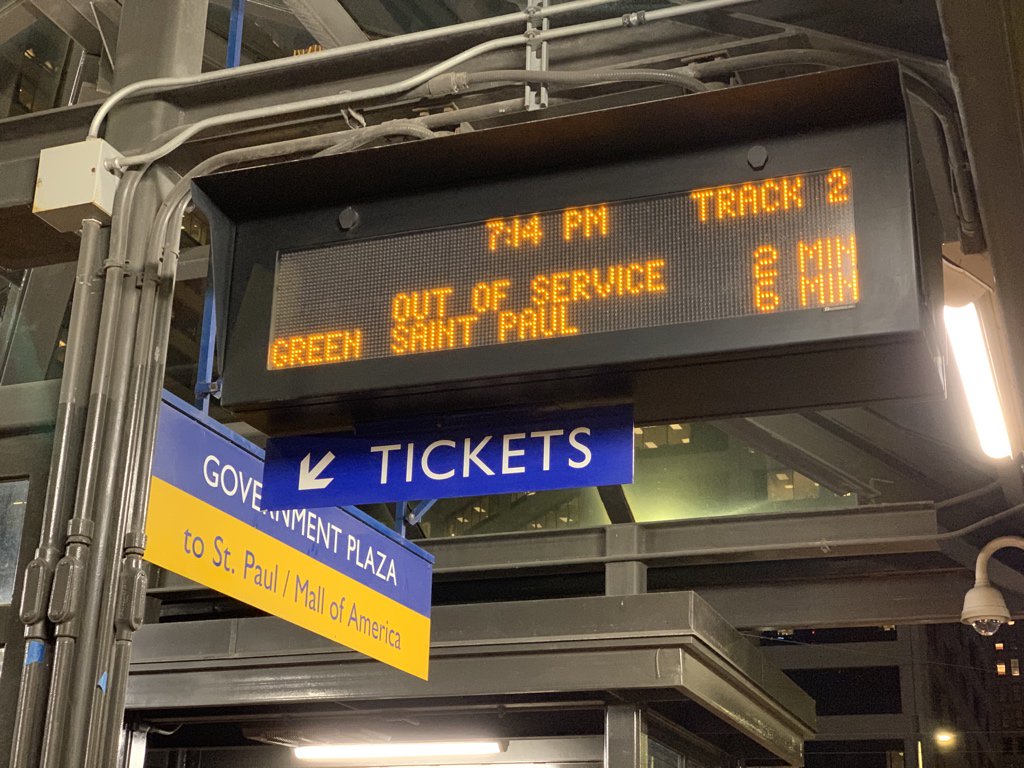 7:14 PM TRACK 2
OUT OF SERVICE 2 MIN
GREEN SAINT PAUL 6 MIN
TICKETS
GOVERNMENT PLAZA
to St. Paul / Mall of America